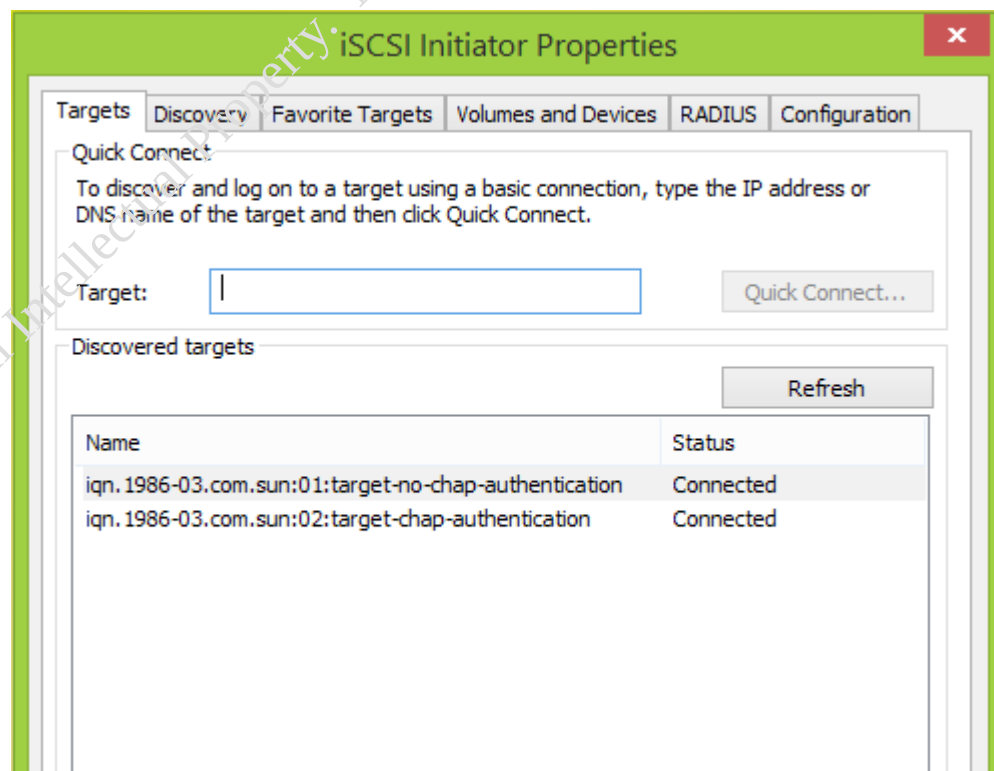 iSCSI Initiator Properties
Targets Discovery Favorite Targets Volumes and Devices RADIUS Configuration
Quick Connect
To discover and log on to a target using a basic connection, type the IP address or
DNS name of the target and then click Quick Connect.
Target:
Quick Connect...
Discovered targets
Refresh
Name Status
iqn.1986-03.com.sun:01:target-no-chap-authentication Connected
iqn.1986-03.com.sun:02:target-chap-authentication Connected
Intellectual Property.